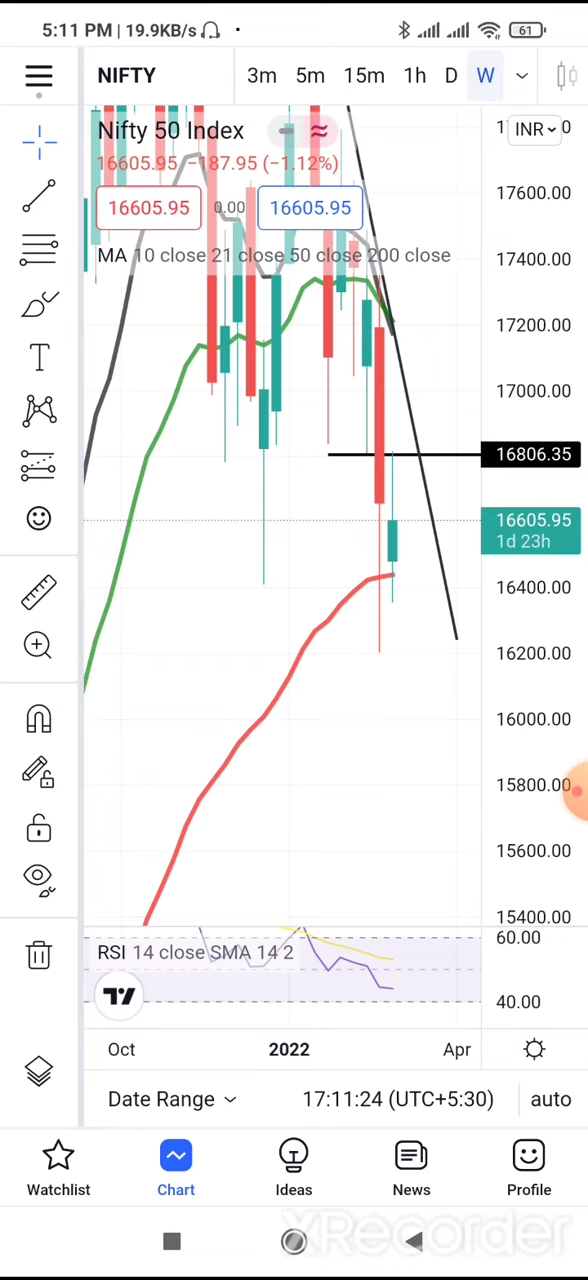 5:11 PM | 19.9KB/s
61
NIFTY 3m 5m 15m 1h D W
Nifty 50 Index
INR
16605.95 −187.95 (−1.12%)
16605.95 0.00 16605.95
MA 10 close 21 close 50 close 200 close
17600.00
17400.00
17200.00
17000.00
16806.35
16605.95
1d 23h
16400.00
16200.00
16000.00
15800.00
15600.00
15400.00
RSI 14 close SMA 14 2
60.00
40.00
Oct 2022 Apr
Date Range 17:11:24 (UTC+5:30) auto
Watchlist Chart Ideas News Profile
XRecorder